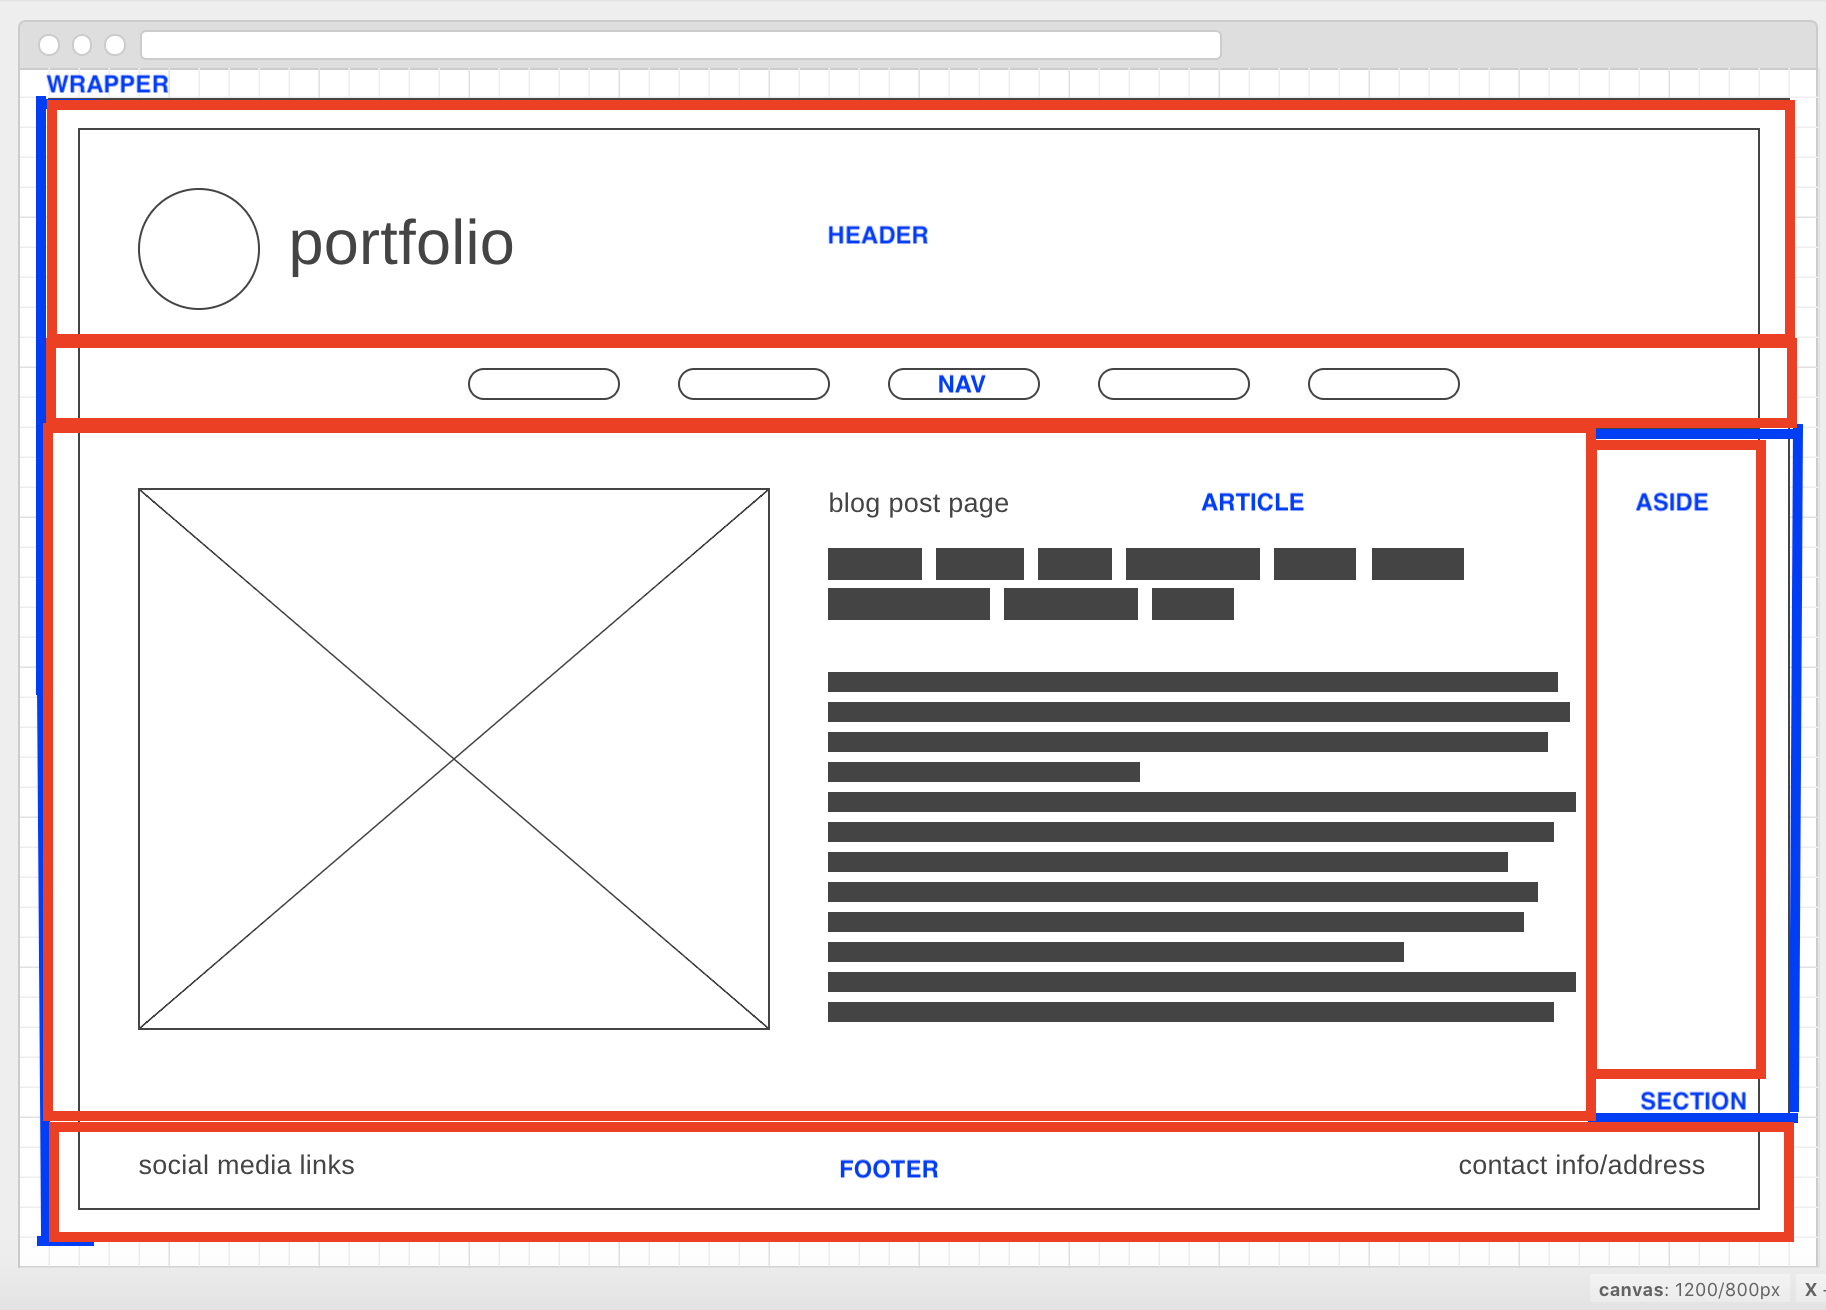 WRAPPER
portfolio
HEADER
NAV
blog post page
ARTICLE
ASIDE
SECTION
social media links
FOOTER
contact info/address
canvas: 1200/800px
X